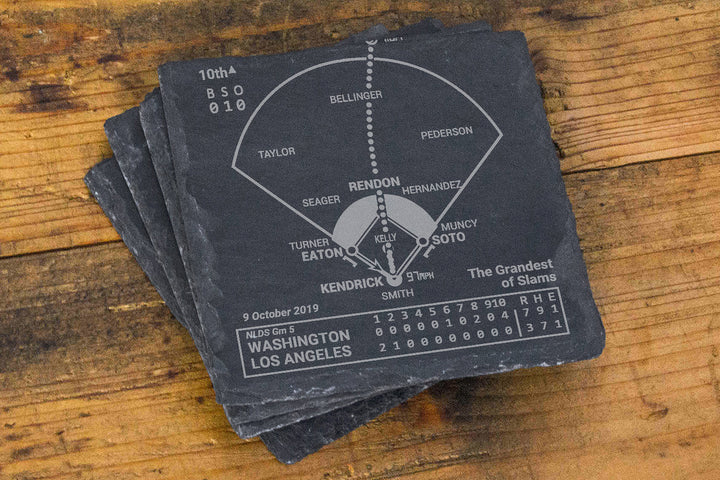 10th▲
B S O
0 1 0
BELLINGER
PEDERSON
TAYLOR
RENDON
HERNANDEZ
SEAGER
MUNCY
TURNER
KELLY
SOTO
EATON
97MPH
KENDRICK
SMITH
The Grandest
of Slams
9 October 2019
NLDS Gm 5
1 2 3 4 5 6 7 8 9 10 R H E
WASHINGTON 0 0 0 0 0 1 0 2 0 4 7 9 1
LOS ANGELES 2 1 0 0 0 0 0 0 0 0 3 7 1